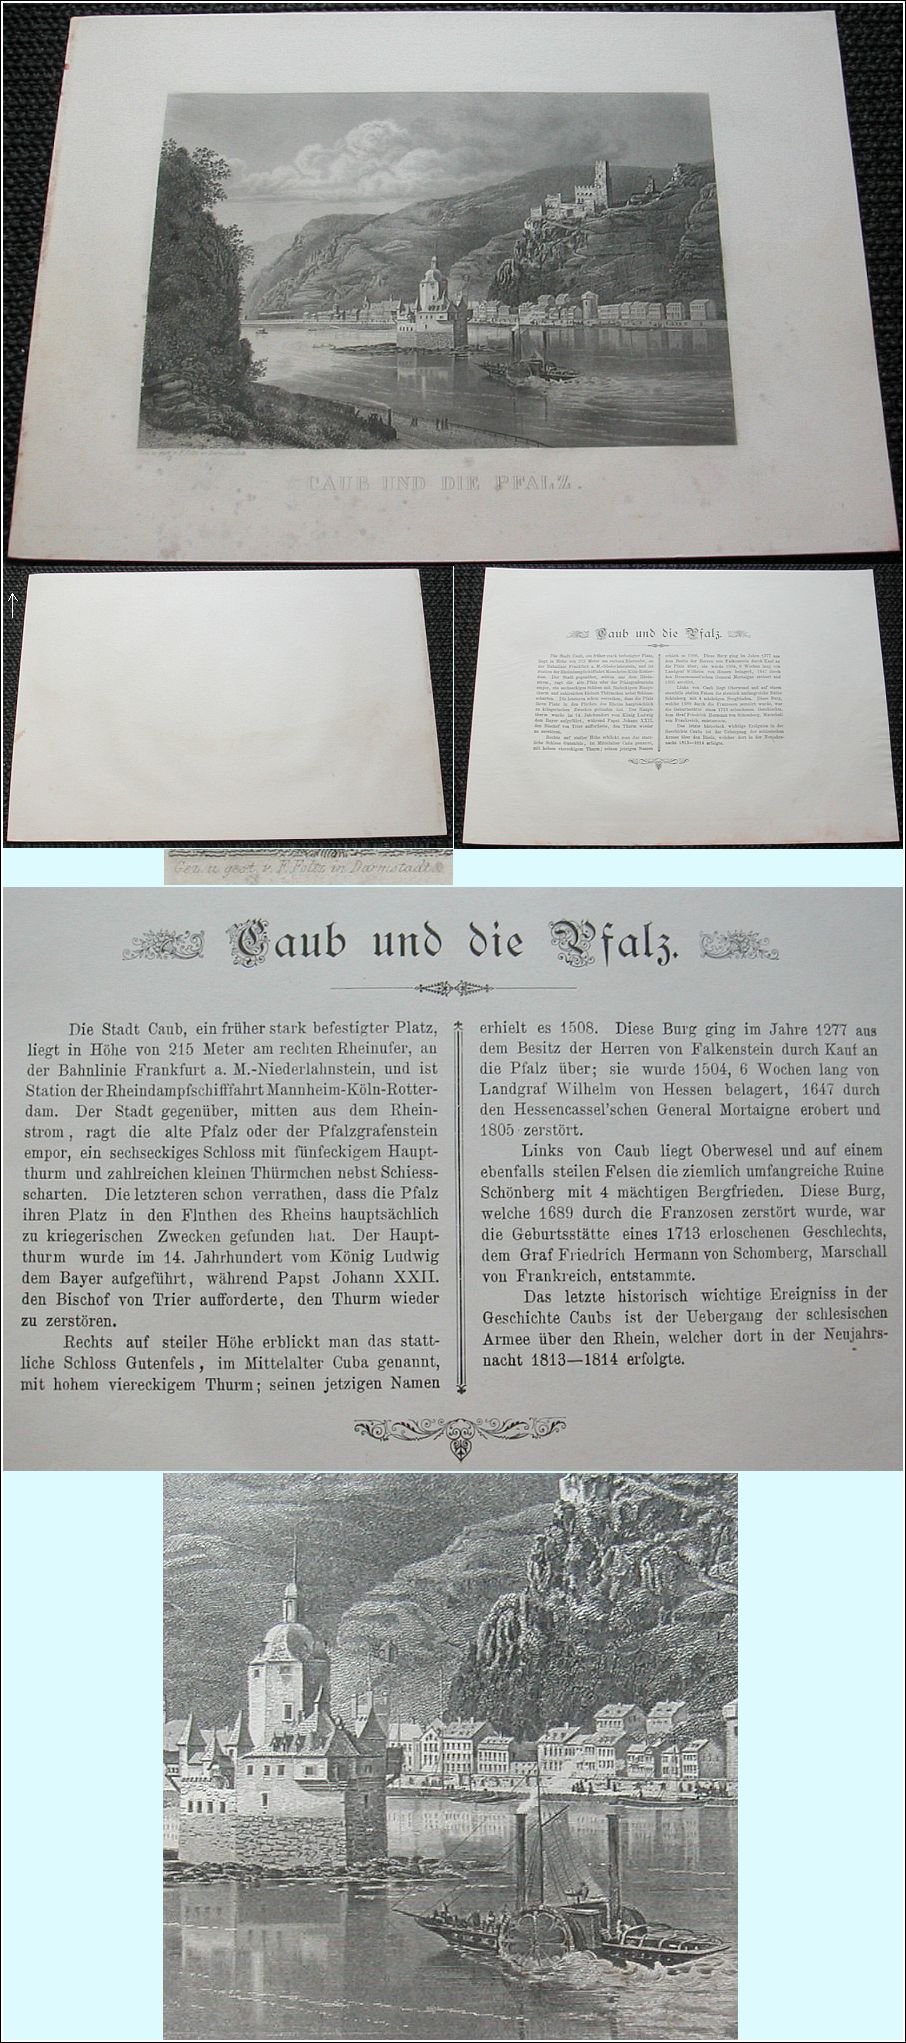 CAUB UND DIE PFALZ.
Caub und die Pfalz.
Gez. u. gest. v. F. Foltz in Darmstadt
Caub und die Pfalz.
Die Stadt Caub, ein früher stark befestigter Platz,
liegt in Höhe von 215 Meter am rechten Rheinufer, an
der Bahnlinie Frankfurt a. M.-Niederlahnstein, und ist
Station der Rheindampfschifffahrt Mannheim-Köln-Rotter-
dam. Der Stadt gegenüber, mitten aus dem Rhein-
strom, ragt die alte Pfalz oder der Pfalzgrafenstein
empor, ein sechseckiges Schloss mit fünfeckigem Haupt-
thurm und zahlreichen kleinen Thürmchen nebst Schiess-
scharten. Die letzteren schon verrathen, dass die Pfalz
ihren Platz in den Flnthen des Rheins hauptsächlich
zu kriegerischen Zwecken gefunden hat. Der Haupt-
thurm wurde im 14. Jahrhundert vom König Ludwig
dem Bayer aufgeführt, während Papst Johann XXII.
den Bischof von Trier aufforderte, den Thurm wieder
zu zerstören.
Rechts auf steiler Höhe erblickt man das statt-
liche Schloss Gutenfels, im Mittelalter Cuba genannt,
mit hohem viereckigem Thurm; seinen jetzigen Namen
erhielt es 1508. Diese Burg ging im Jahre 1277 aus
dem Besitz der Herren von Falkenstein durch Kauf an
die Pfalz über; sie wurde 1504, 6 Wochen lang von
Landgraf Wilhelm von Hessen belagert, 1647 durch
den Hessencassel'schen General Mortaigne erobert und
1805 zerstört.
Links von Caub liegt Oberwesel und auf einem
ebenfalls steilen Felsen die ziemlich umfangreiche Ruine
Schönberg mit 4 mächtigen Bergfrieden. Diese Burg,
welche 1689 durch die Franzosen zerstört wurde, war
die Geburtsstätte eines 1713 erloschenen Geschlechts,
dem Graf Friedrich Hermann von Schomberg, Marschall
von Frankreich, entstammte.
Das letzte historisch wichtige Ereigniss in der
Geschichte Caubs ist der Uebergang der schlesischen
Armee über den Rhein, welcher dort in der Neujahrs-
nacht 1813—1814 erfolgte.